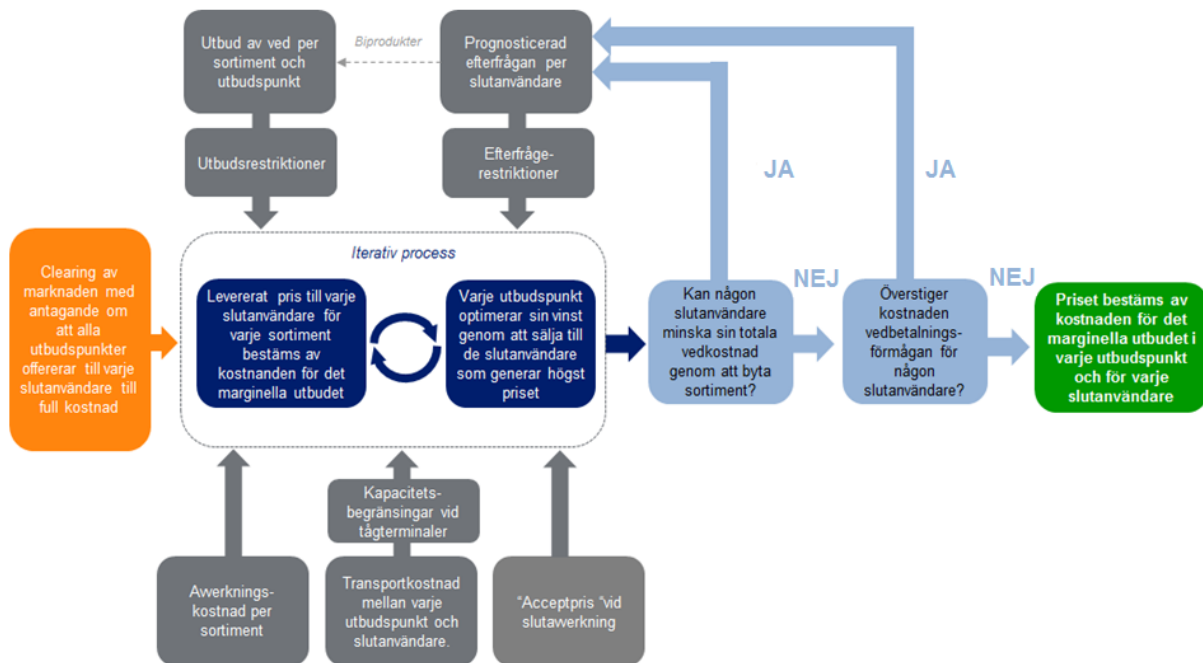 Utbud av ved per
sortiment och
utbudspunkt
Biprodukter
Prognosticerad
efterfrågan per
slutanvändare
Utbudsrestriktioner
Efterfråge-
restriktioner
JA
JA
Iterativ process
Clearing av
marknaden med
antagande om
att alla
utbudspunkter
offererar till varje
slutanvändare till
full kostnad
Levererat pris till varje
slutanvändare för
varje sortiment
bestäms av
kostnanden för det
marginella utbudet
Varje utbudspunkt
optimerar sin vinst
genom att sälja till
de slutanvändare
som generar högst
priset
Kan någon
slutanvändare
minska sin totala
vedkostnad
genom att byta
sortiment?
NEJ
Överstiger
kostnaden
vedbetalnings-
förmågan för
någon
slutanvändare?
NEJ
Priset bestäms av
kostnaden för det
marginella utbudet i
varje utbudspunkt
och för varje
slutanvändare
Kapacitets-
begränsingar vid
tågterminaler
Avverknings-
kostnad per
sortiment
Transportkostnad
mellan varje
utbudspunkt och
slutanvändare.
"Acceptpris "vid
slutavverkning